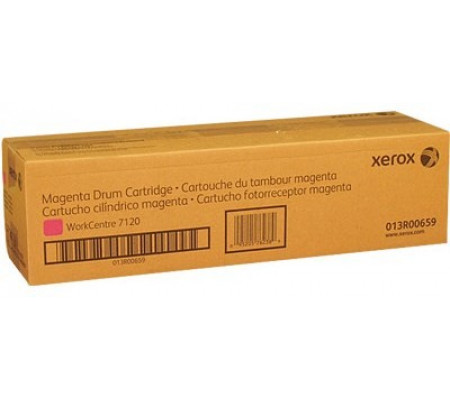 xerox
Magenta Drum Cartridge • Cartouche du tambour magenta
Cartucho cilíndrico magenta • Cartucho fotorreceptor magenta
WorkCentre 7120
013R00659
013R00659
www.xerox.com